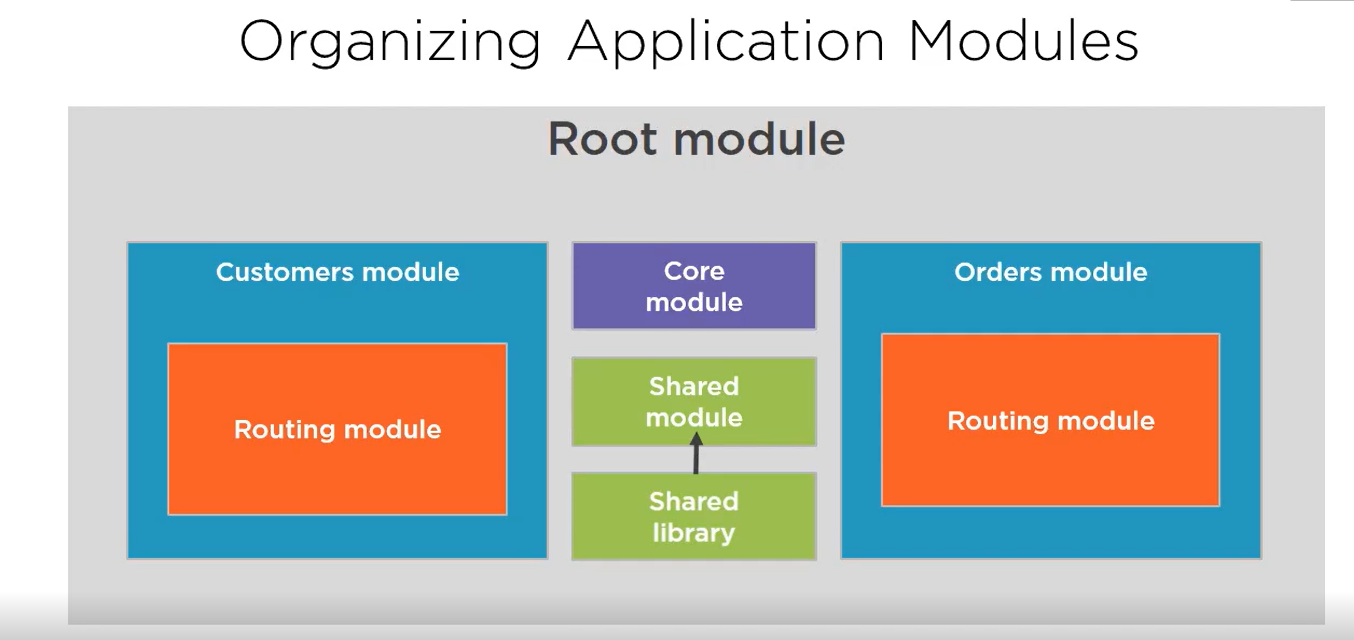 Organizing Application Modules
Root module
Customers module
Routing module
Core
module
Shared
module
Shared
library
Orders module
Routing module